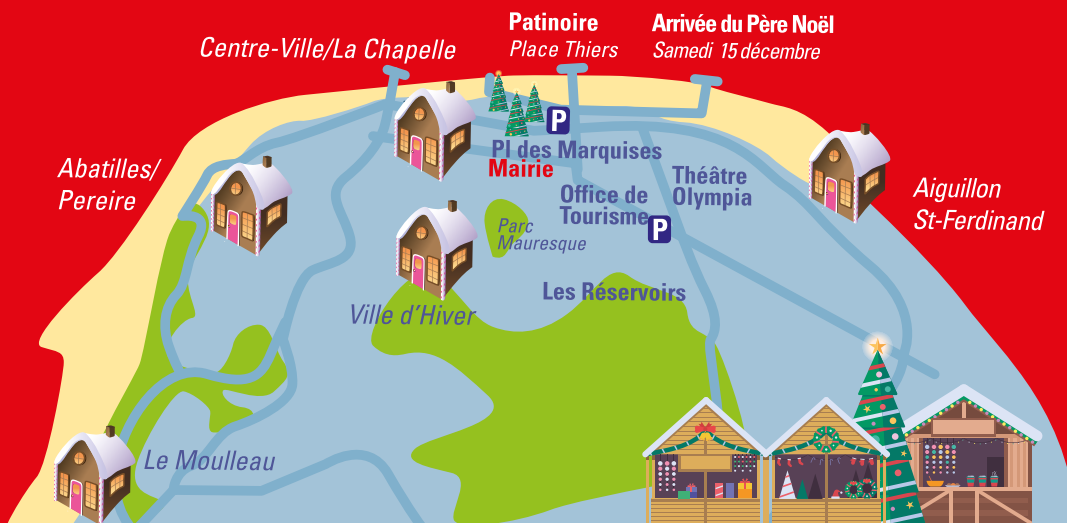 Patinoire
Place Thiers
Arrivée du Père Noël
Samedi 15 décembre
Centre-Ville/La Chapelle
P
Pl des Marquises
Mairie
Abatilles/
Pereire
Théâtre
Olympia
Office de
Tourisme
P
Aiguillon
St-Ferdinand
Parc
Mauresque
Les Réservoirs
Ville d'Hiver
Le Moulleau